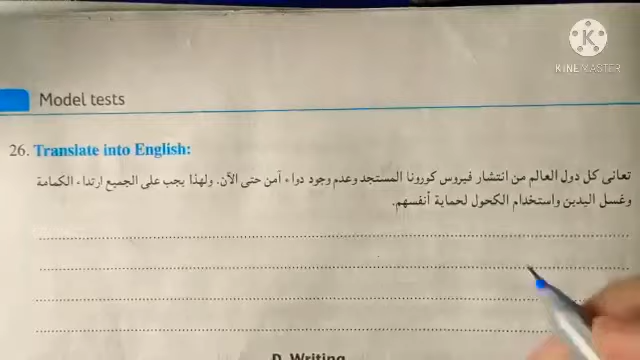 K
KINEMASTER
Model tests
26. Translate into English:
تعانى كل دول العالم من انتشار فيروس كورونا المستجد وعدم وجود دواء آمن حتى الآن. ولهذا يجب على الجميع ارتداء الكمامة
وغسل اليدين واستخدام الكحول لحماية أنفسهم.
D. Writing